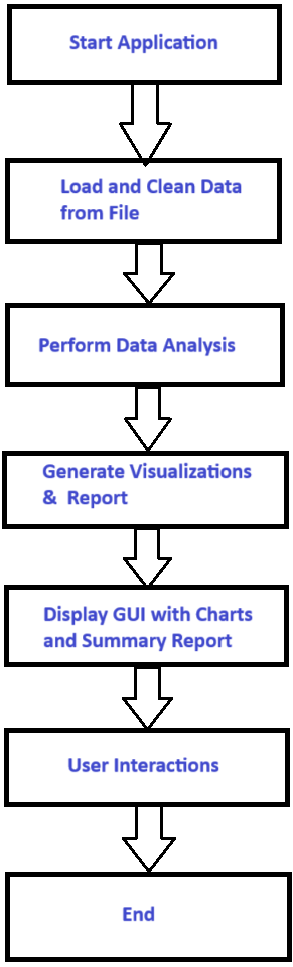 Start Application
Load and Clean Data
from File
Perform Data Analysis
Generate Visualizations
& Report
Display GUI with Charts
and Summary Report
User Interactions
End